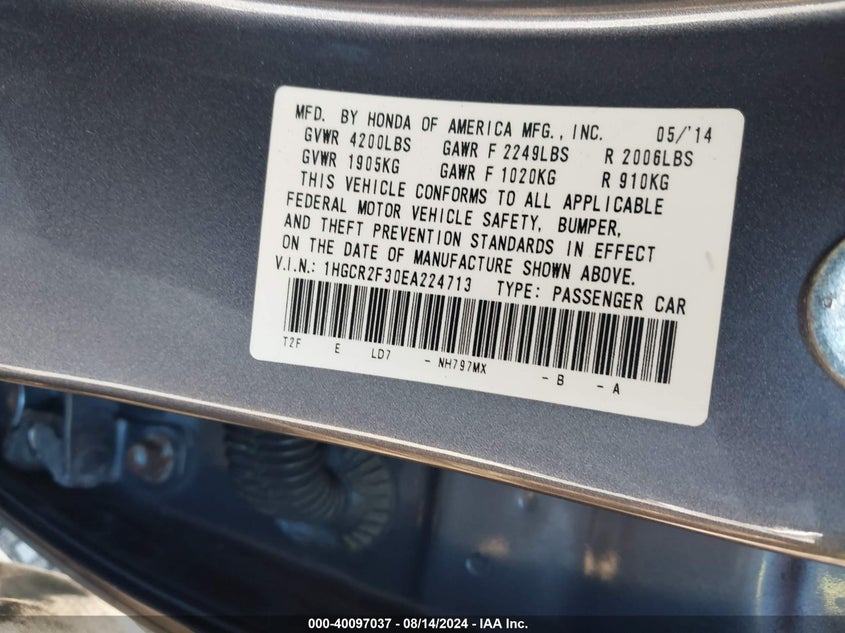 MFD. BY HONDA OF AMERICA MFG., INC. 05/'14
GVWR 4200LBS GAWR F 2249LBS R 2006LBS
GVWR 1905KG GAWR F 1020KG R 910KG
THIS VEHICLE CONFORMS TO ALL APPLICABLE
FEDERAL MOTOR VEHICLE SAFETY, BUMPER,
AND THEFT PREVENTION STANDARDS IN EFFECT
ON THE DATE OF MANUFACTURE SHOWN ABOVE.
V.I.N.: 1HGCR2F30EA224713 TYPE: PASSENGER CAR
T2F E LD7 - NH797MX - B - A
000-40097037 - 08/14/2024 - IAA Inc.